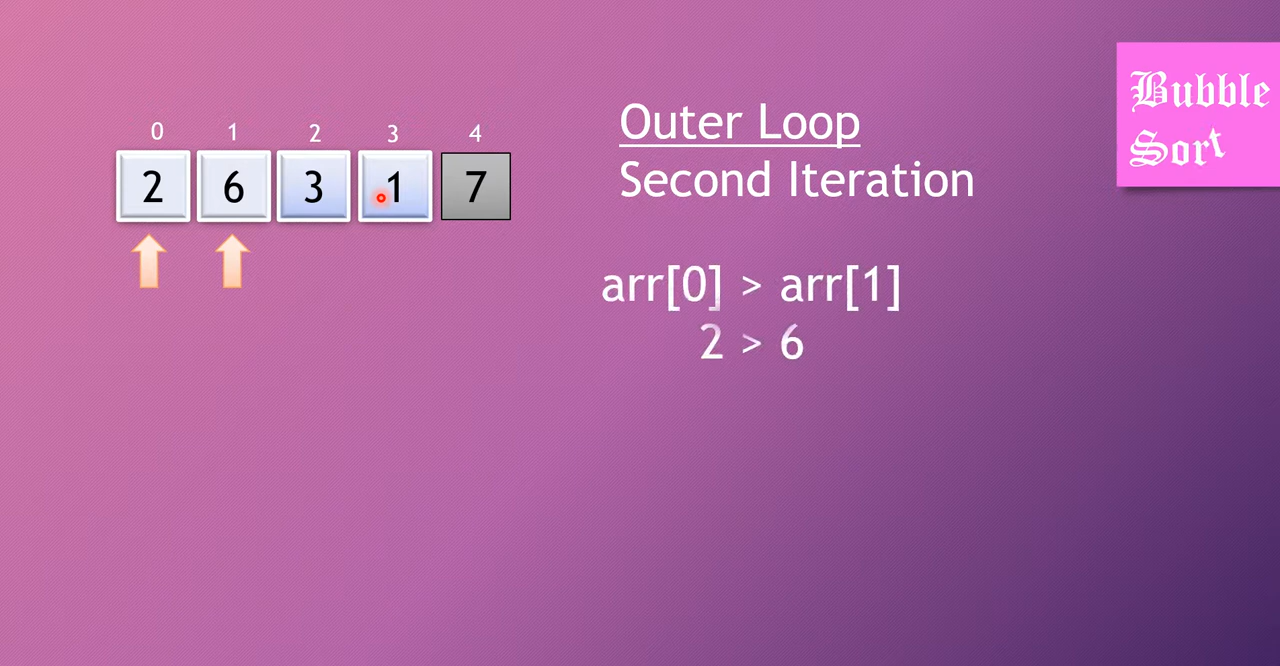 0 1 2 3 4
2 6 3 1 7
Outer Loop
Second Iteration
arr[0] > arr[1]
2 > 6
Bubble
Sort